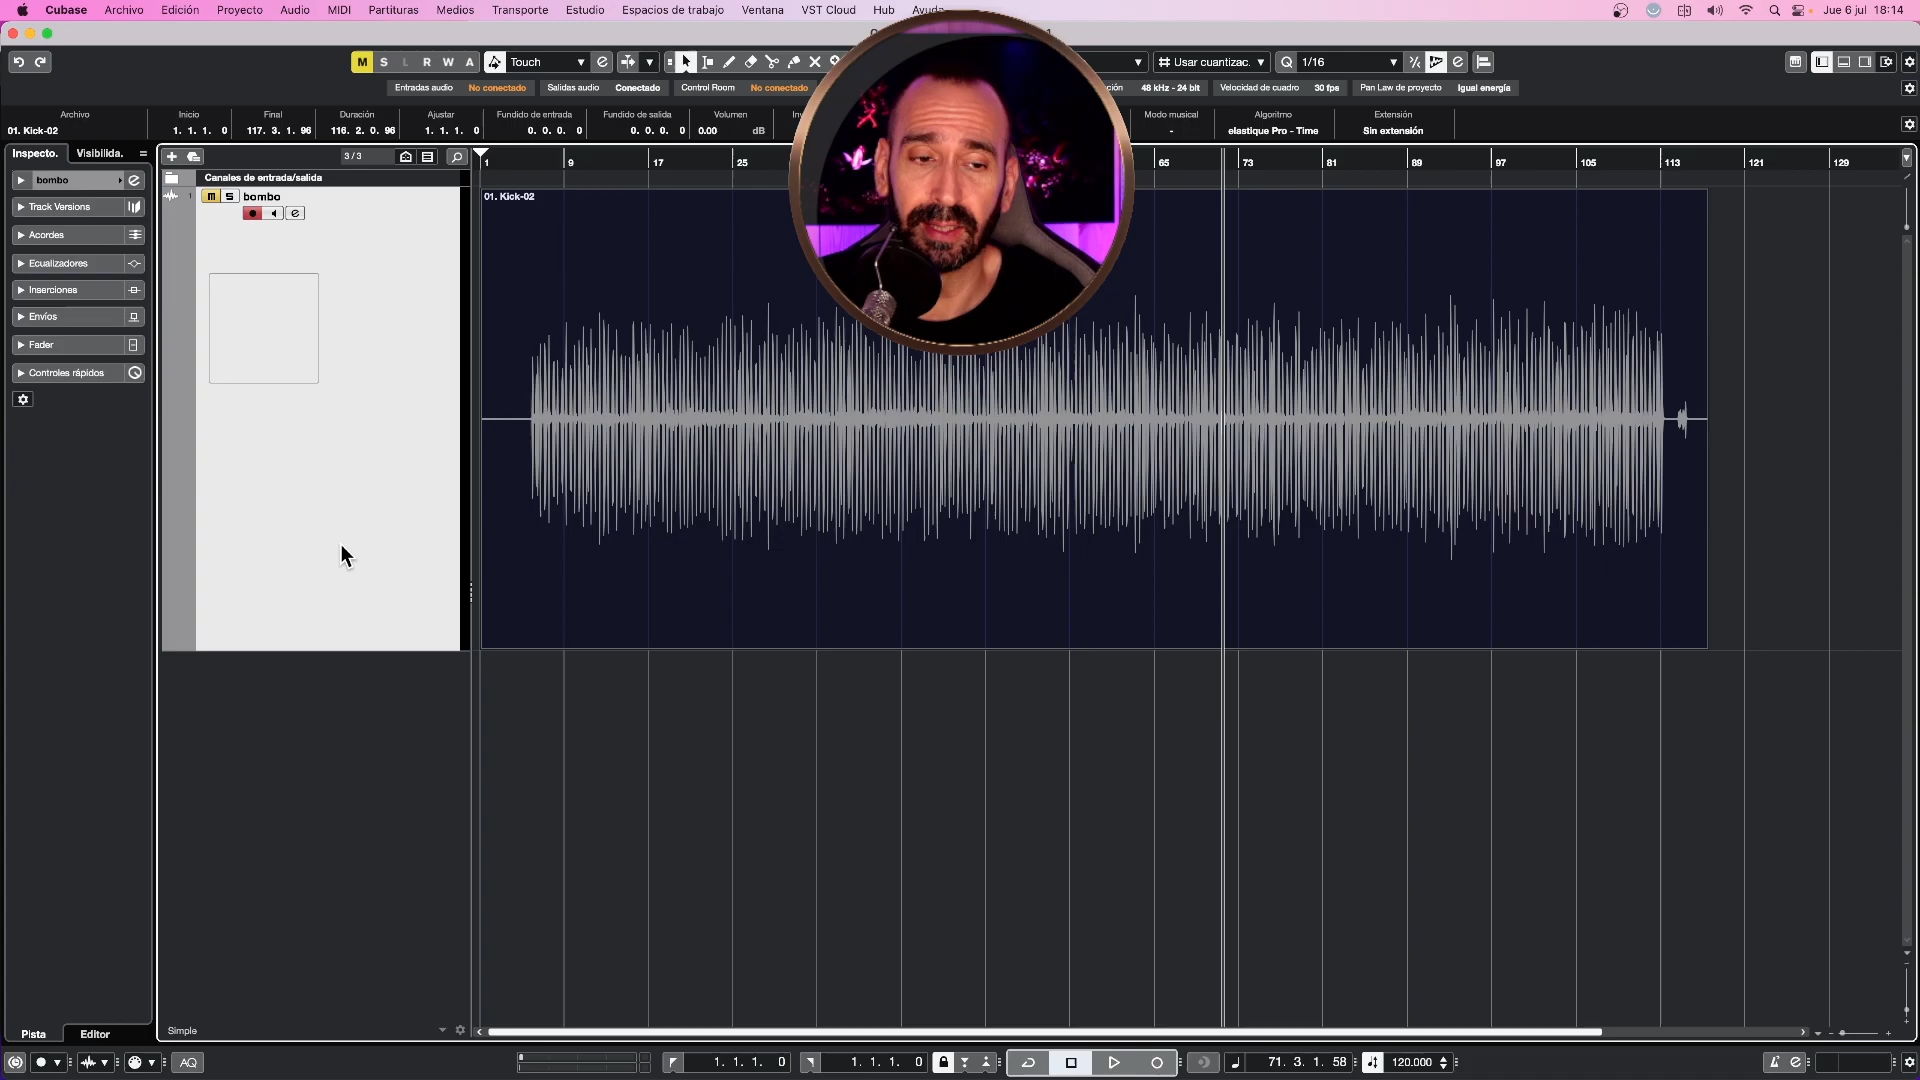 Cubase Archivo Edición Proyecto Audio MIDI Partituras Medios Transporte Estudio Espacios de trabajo Ventana VST Cloud Hub Ayuda Jue 6 jul 18:14
M S L R W A Touch Usar cuantizac. Q 1/16
Entradas audio No conectado Salidas audio Conectado Control Room No conectado 48 kHz - 24 bit Velocidad de cuadro 30 fps Pan Law de proyecto Igual energía
Archivo Inicio Final Duración Ajustar Fundido de entrada Fundido de salida Volumen Modo musical Algoritmo Extensión
01. Kick-02 1. 1. 1. 0 117. 3. 1. 96 116. 2. 0. 96 1. 1. 1. 0 0. 0. 0. 0 0. 0. 0. 0 0.00 dB - elastique Pro - Time Sin extensión
Inspecto. Visibilida. 3/3 1 9 17 25 65 73 81 89 97 105 113 121 129
bombo
Track Versions
Acordes
Ecualizadores
Inserciones
Envíos
Fader
Controles rápidos
Canales de entrada/salida
1 m S bombo
01. Kick-02
Simple
Pista Editor
AQ 1. 1. 1. 0 1. 1. 1. 0 71. 3. 1. 58 120.000